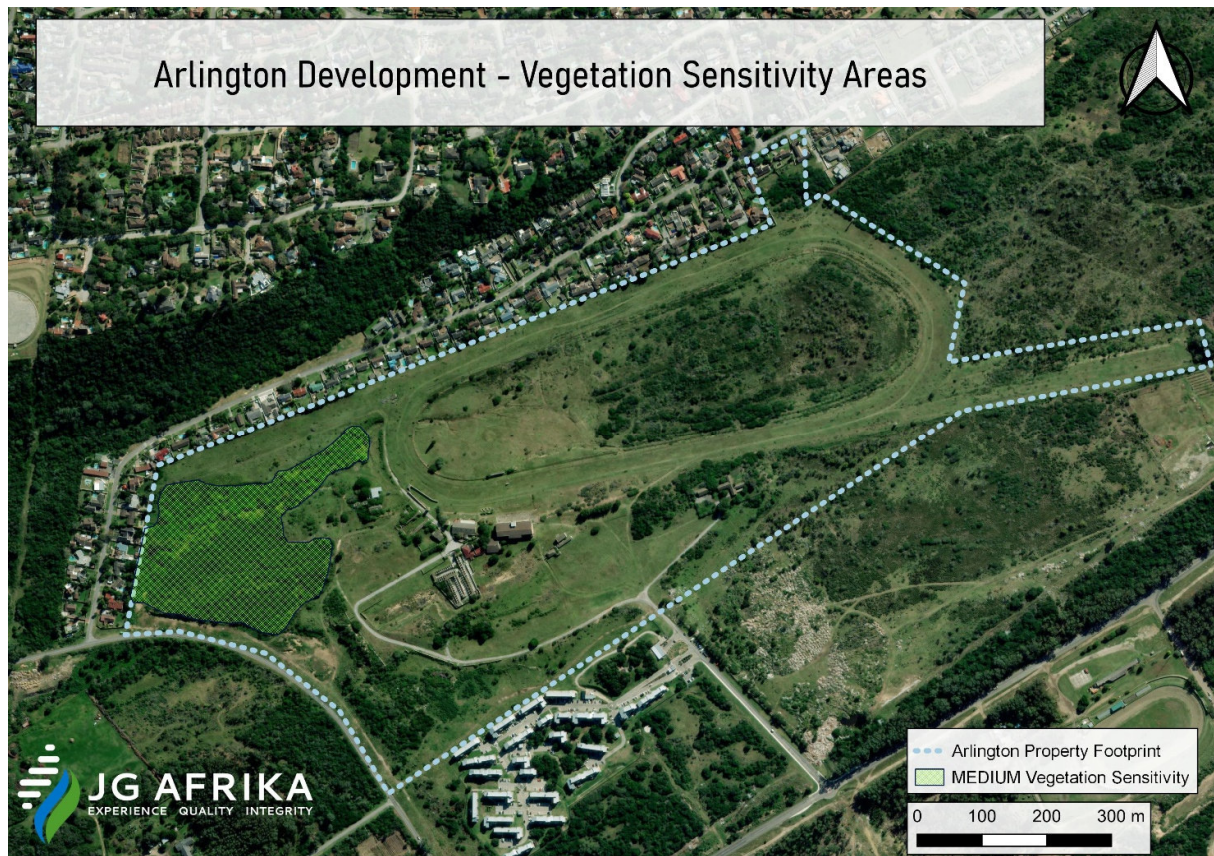 Arlington Development - Vegetation Sensitivity Areas
Arlington Property Footprint
MEDIUM Vegetation Sensitivity
0 100 200 300 m
JG AFRIKA
EXPERIENCE QUALITY INTEGRITY